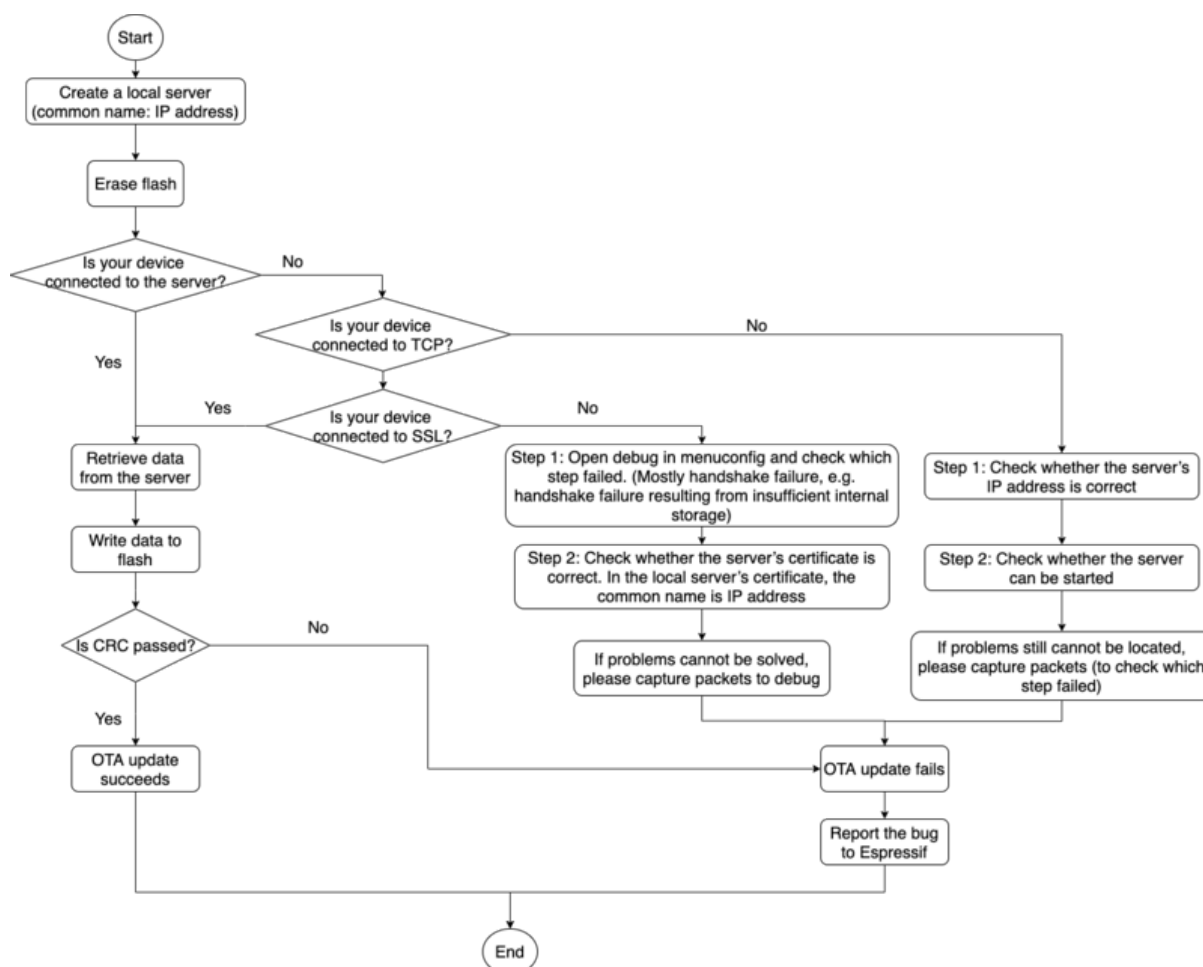 Start
Create a local server
(common name: IP address)
Erase flash
Is your device
connected to the server?
No
Is your device
connected to TCP?
No
Yes
Is your device
connected to SSL?
Yes
No
Retrieve data
from the server
Step 1: Open debug in menuconfig and check which
step failed. (Mostly handshake failure, e.g.
handshake failure resulting from insufficient internal
storage)
Step 1: Check whether the server's
IP address is correct
Write data to
flash
Step 2: Check whether the server's certificate is
correct. In the local server's certificate, the
common name is IP address
Step 2: Check whether the server
can be started
Is CRC passed?
No
If problems cannot be solved,
please capture packets to debug
If problems still cannot be located,
please capture packets (to check which
step failed)
Yes
OTA update
succeeds
OTA update fails
Report the bug
to Espressif
End